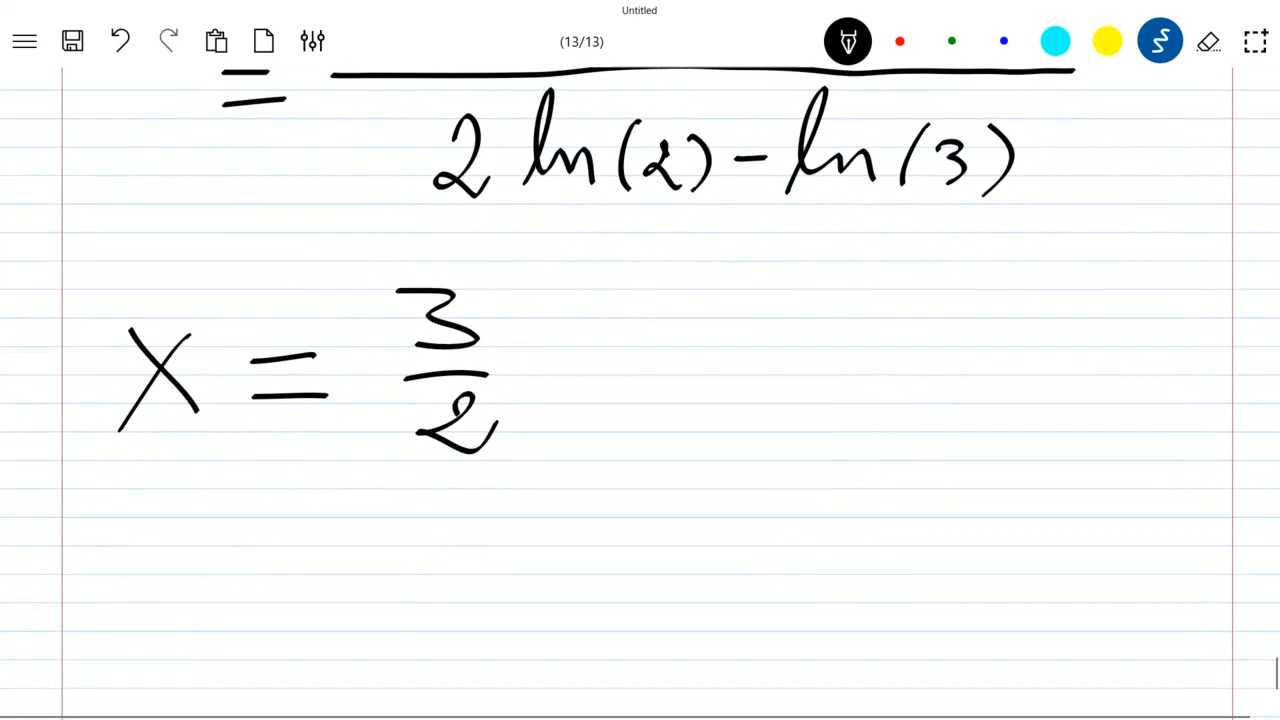 Untitled
(13/13)
= ―
2 ln(2) - ln(3)
X = 3/2